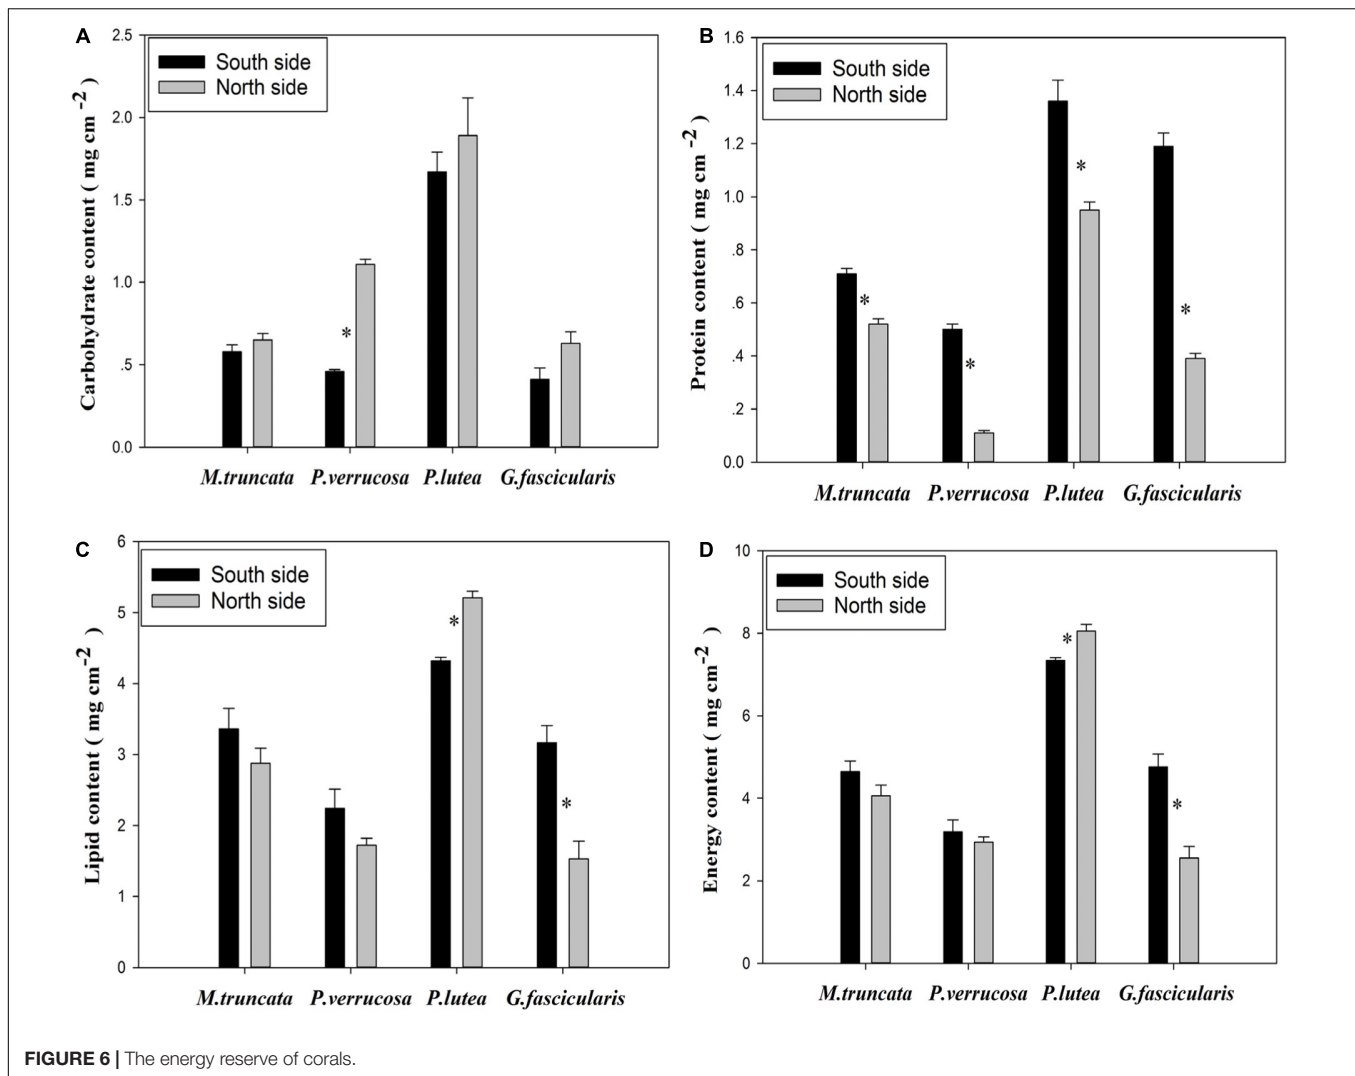 A
2.5
2.0
1.5
1.0
.5
0.0
Carbohydrate content ( mg cm -2 )
South side
North side
*
M.truncata P.verrucosa P.lutea G.fascicularis
B
1.6
1.4
1.2
1.0
.8
.6
.4
.2
0.0
Protein content ( mg cm -2 )
South side
North side
*
*
*
*
M.truncata P.verrucosa P.lutea G.fascicularis
C
6
5
4
3
2
1
0
Lipid content ( mg cm-2 )
South side
North side
*
*
M.truncata P.verrucosa P.lutea G.fascicularis
D
10
8
6
4
2
0
Energy content ( mg cm-2 )
South side
North side
*
*
M.truncata P.verrucosa P.lutea G.fascicularis
FIGURE 6 | The energy reserve of corals.